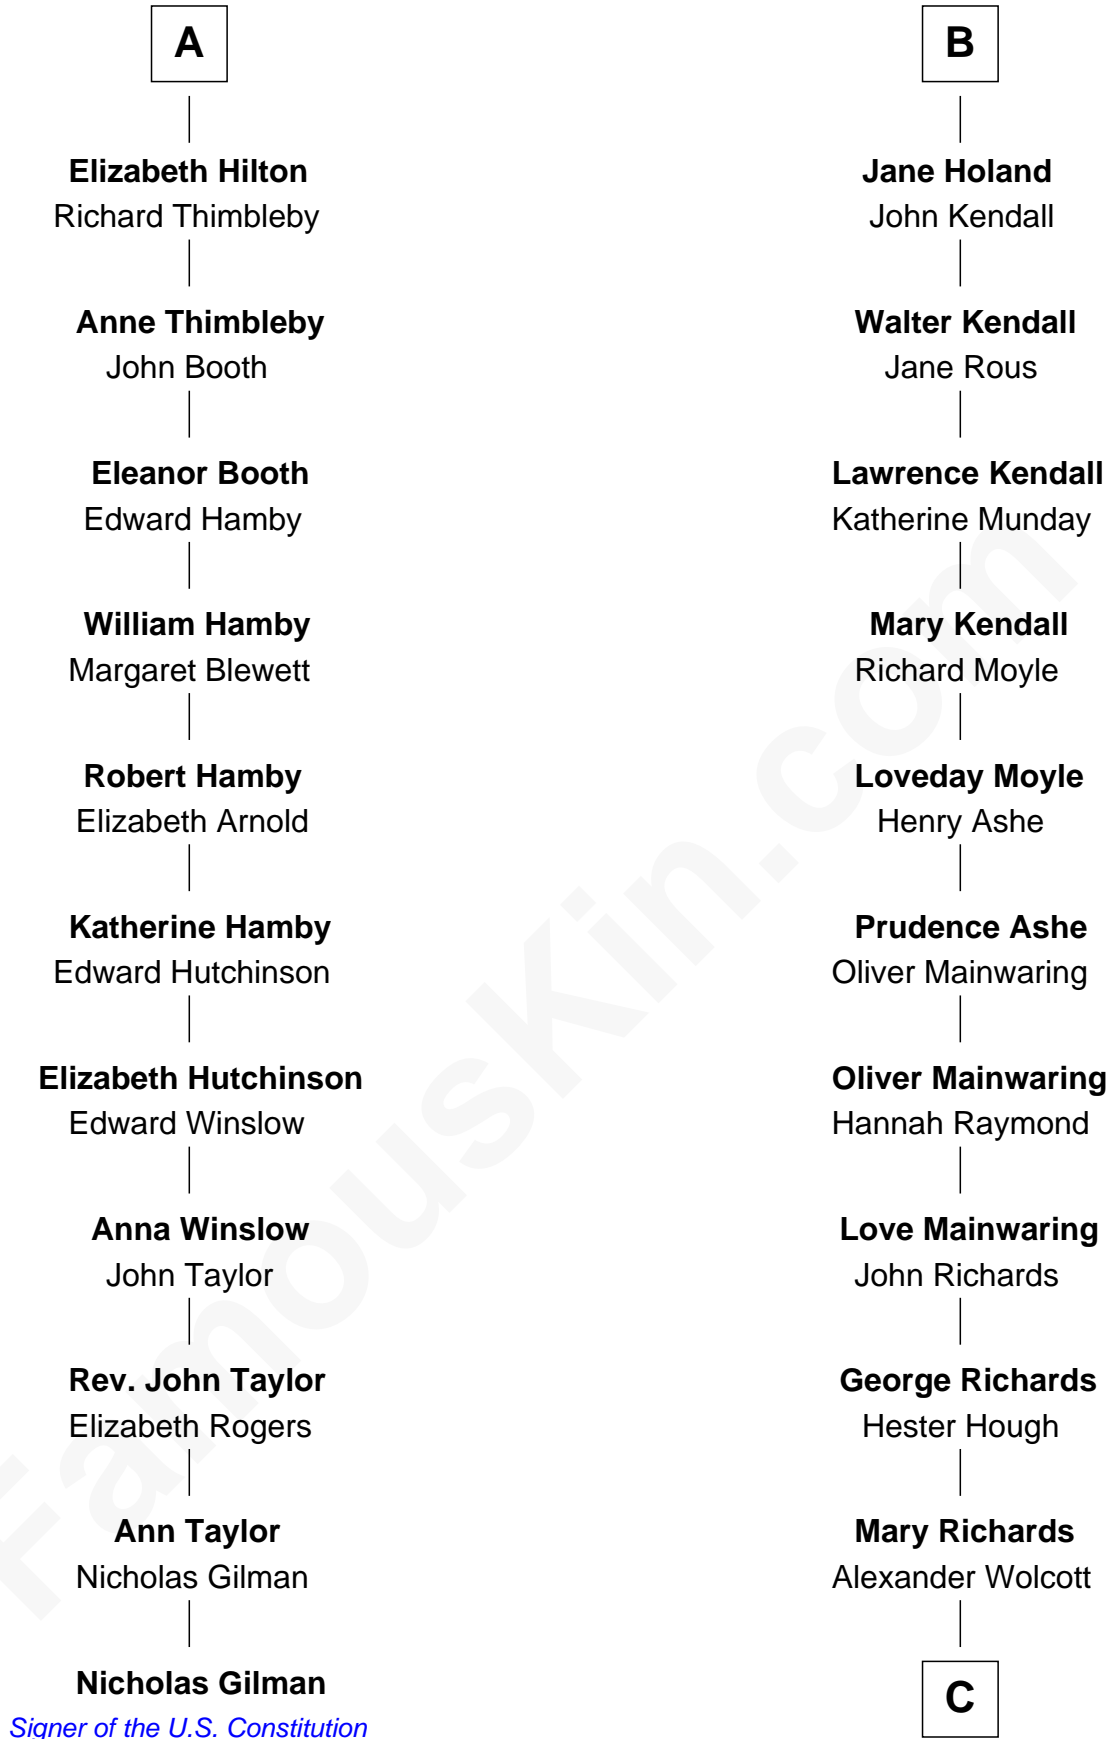 A
Elizabeth Hilton
Richard Thimbleby
Anne Thimbleby
John Booth
Eleanor Booth
Edward Hamby
William Hamby
Margaret Blewett
Robert Hamby
Elizabeth Arnold
Katherine Hamby
Edward Hutchinson
Elizabeth Hutchinson
Edward Winslow
Anna Winslow
John Taylor
Rev. John Taylor
Elizabeth Rogers
Ann Taylor
Nicholas Gilman
Nicholas Gilman
Signer of the U.S. Constitution
B
Jane Holand
John Kendall
Walter Kendall
Jane Rous
Lawrence Kendall
Katherine Munday
Mary Kendall
Richard Moyle
Loveday Moyle
Henry Ashe
Prudence Ashe
Oliver Mainwaring
Oliver Mainwaring
Hannah Raymond
Love Mainwaring
John Richards
George Richards
Hester Hough
Mary Richards
Alexander Wolcott
C
FamousKin.com